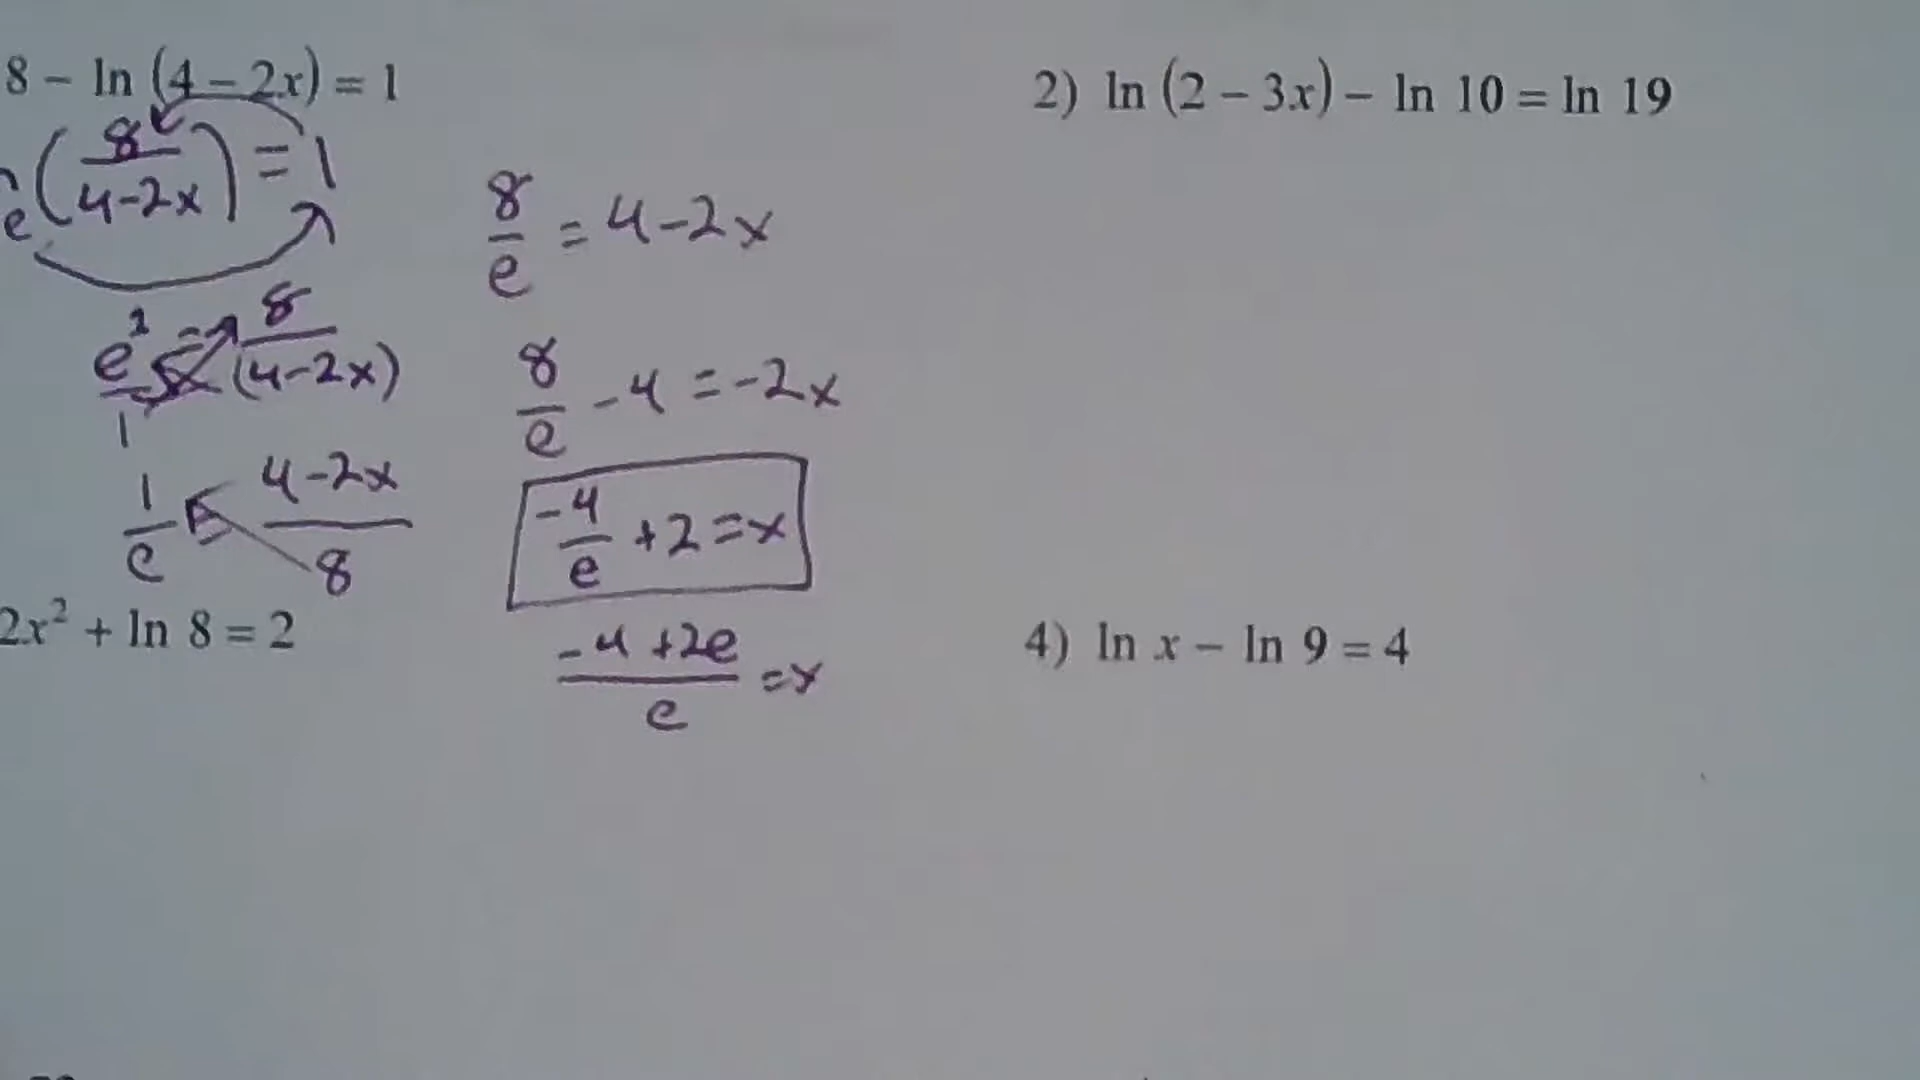 8 − ln (4 − 2x) = 1
e(8/(4-2x)) = 1
e^1/1 = 8/(4-2x)
1/e = (4-2x)/8
8/e = 4-2x
8/e - 4 = -2x
-4/e + 2 = x
(-4+2e)/e = x
2) ln (2 − 3x) − ln 10 = ln 19
2x² + ln 8 = 2
4) ln x − ln 9 = 4